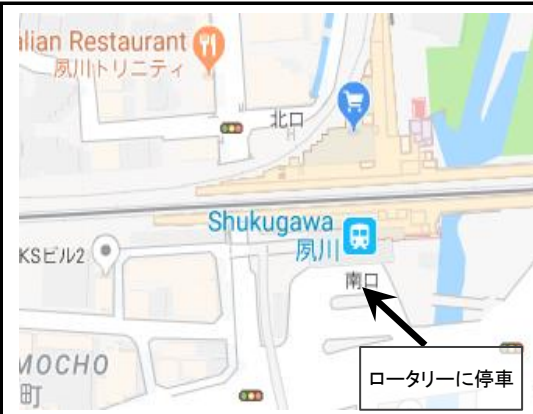 alian Restaurant
夙川トリニティ
北口
Shukugawa
夙川
KSビル2
南口
MOCHO
町
ロータリーに停車